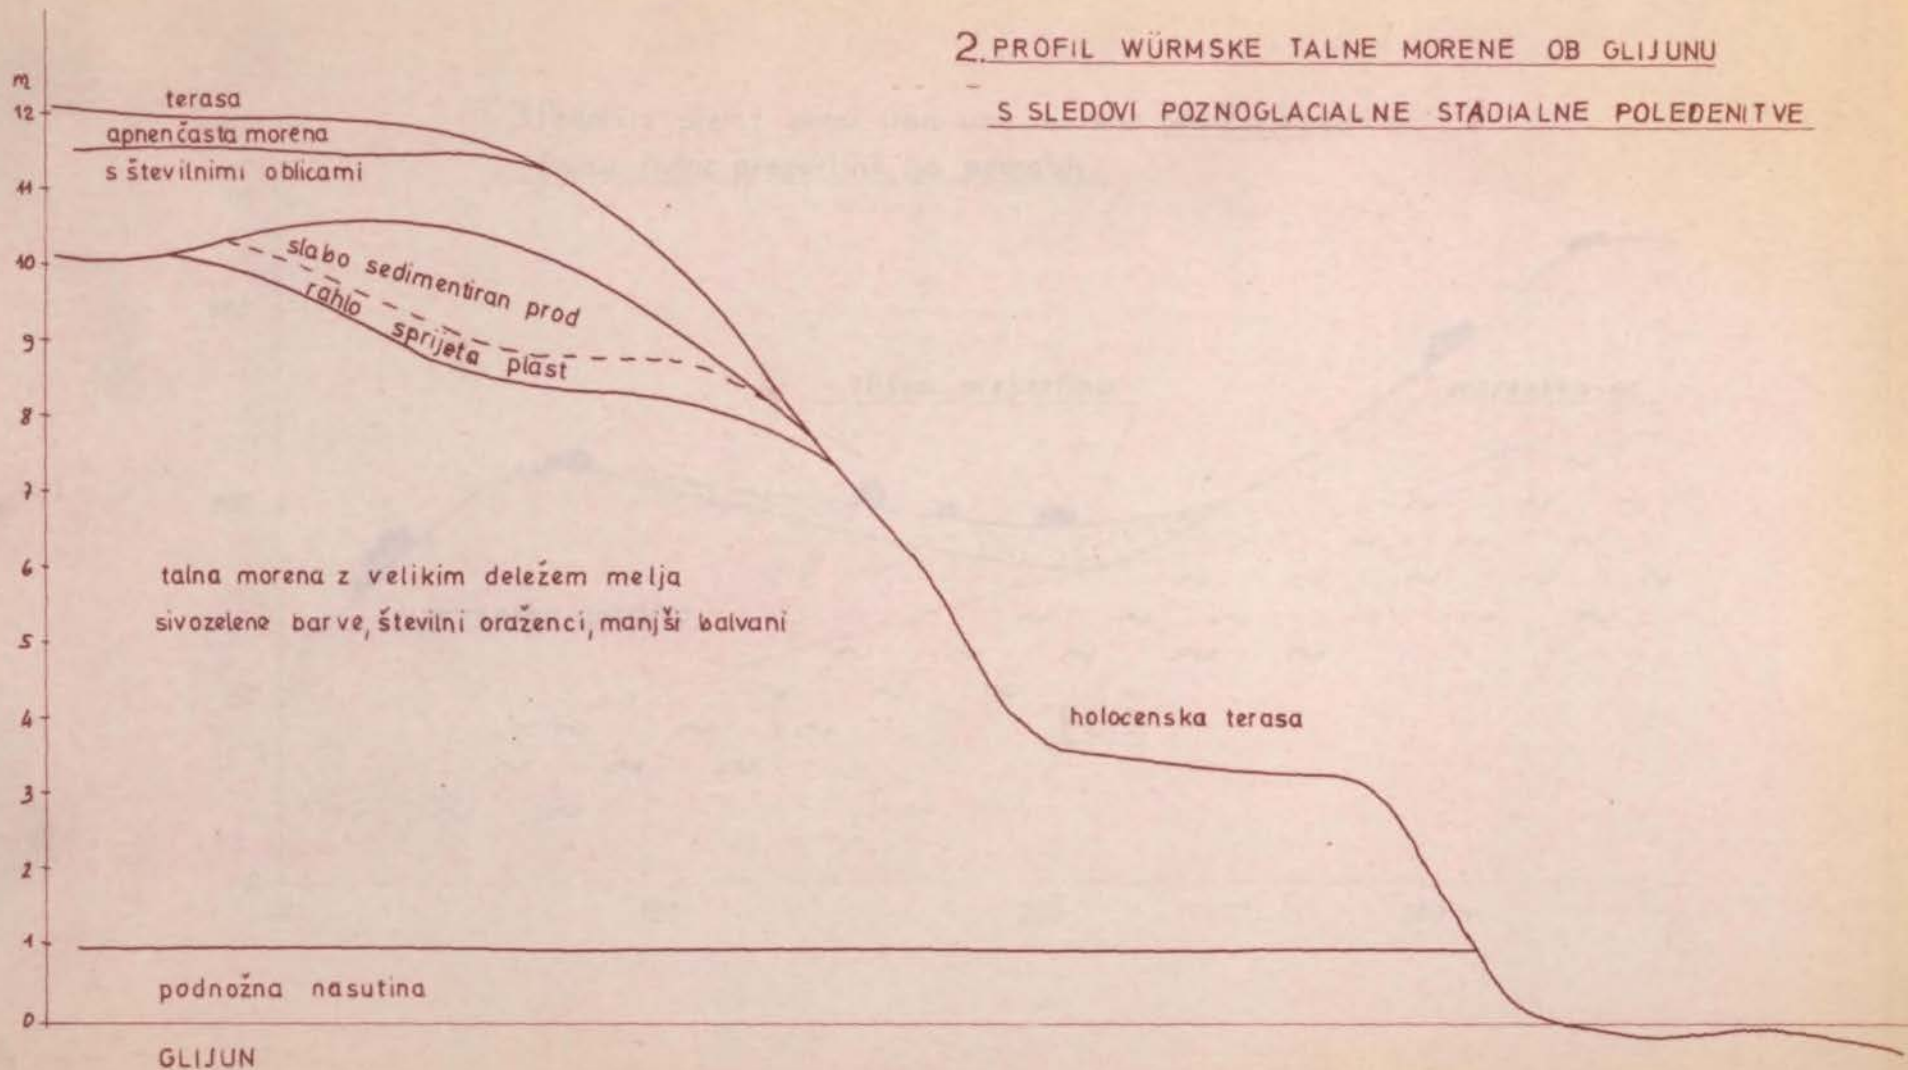 2. PROFIL WÜRMSKE TALNE MORENE OB GLIJUNU
S SLEDOVI POZNOGLACIALNE STADIALNE POLEDENITVE
m
12
11
10
9
8
7
6
5
4
3
2
1
0
terasa
apnenčasta morena
s številnimi oblicami
slabo sedimentiran prod
rahlo sprijeta plast
talna morena z velikim deležem melja
sivozelene barve, številni oraženci, manjši balvani
holocenska terasa
podnožna nasutina
GLIJUN